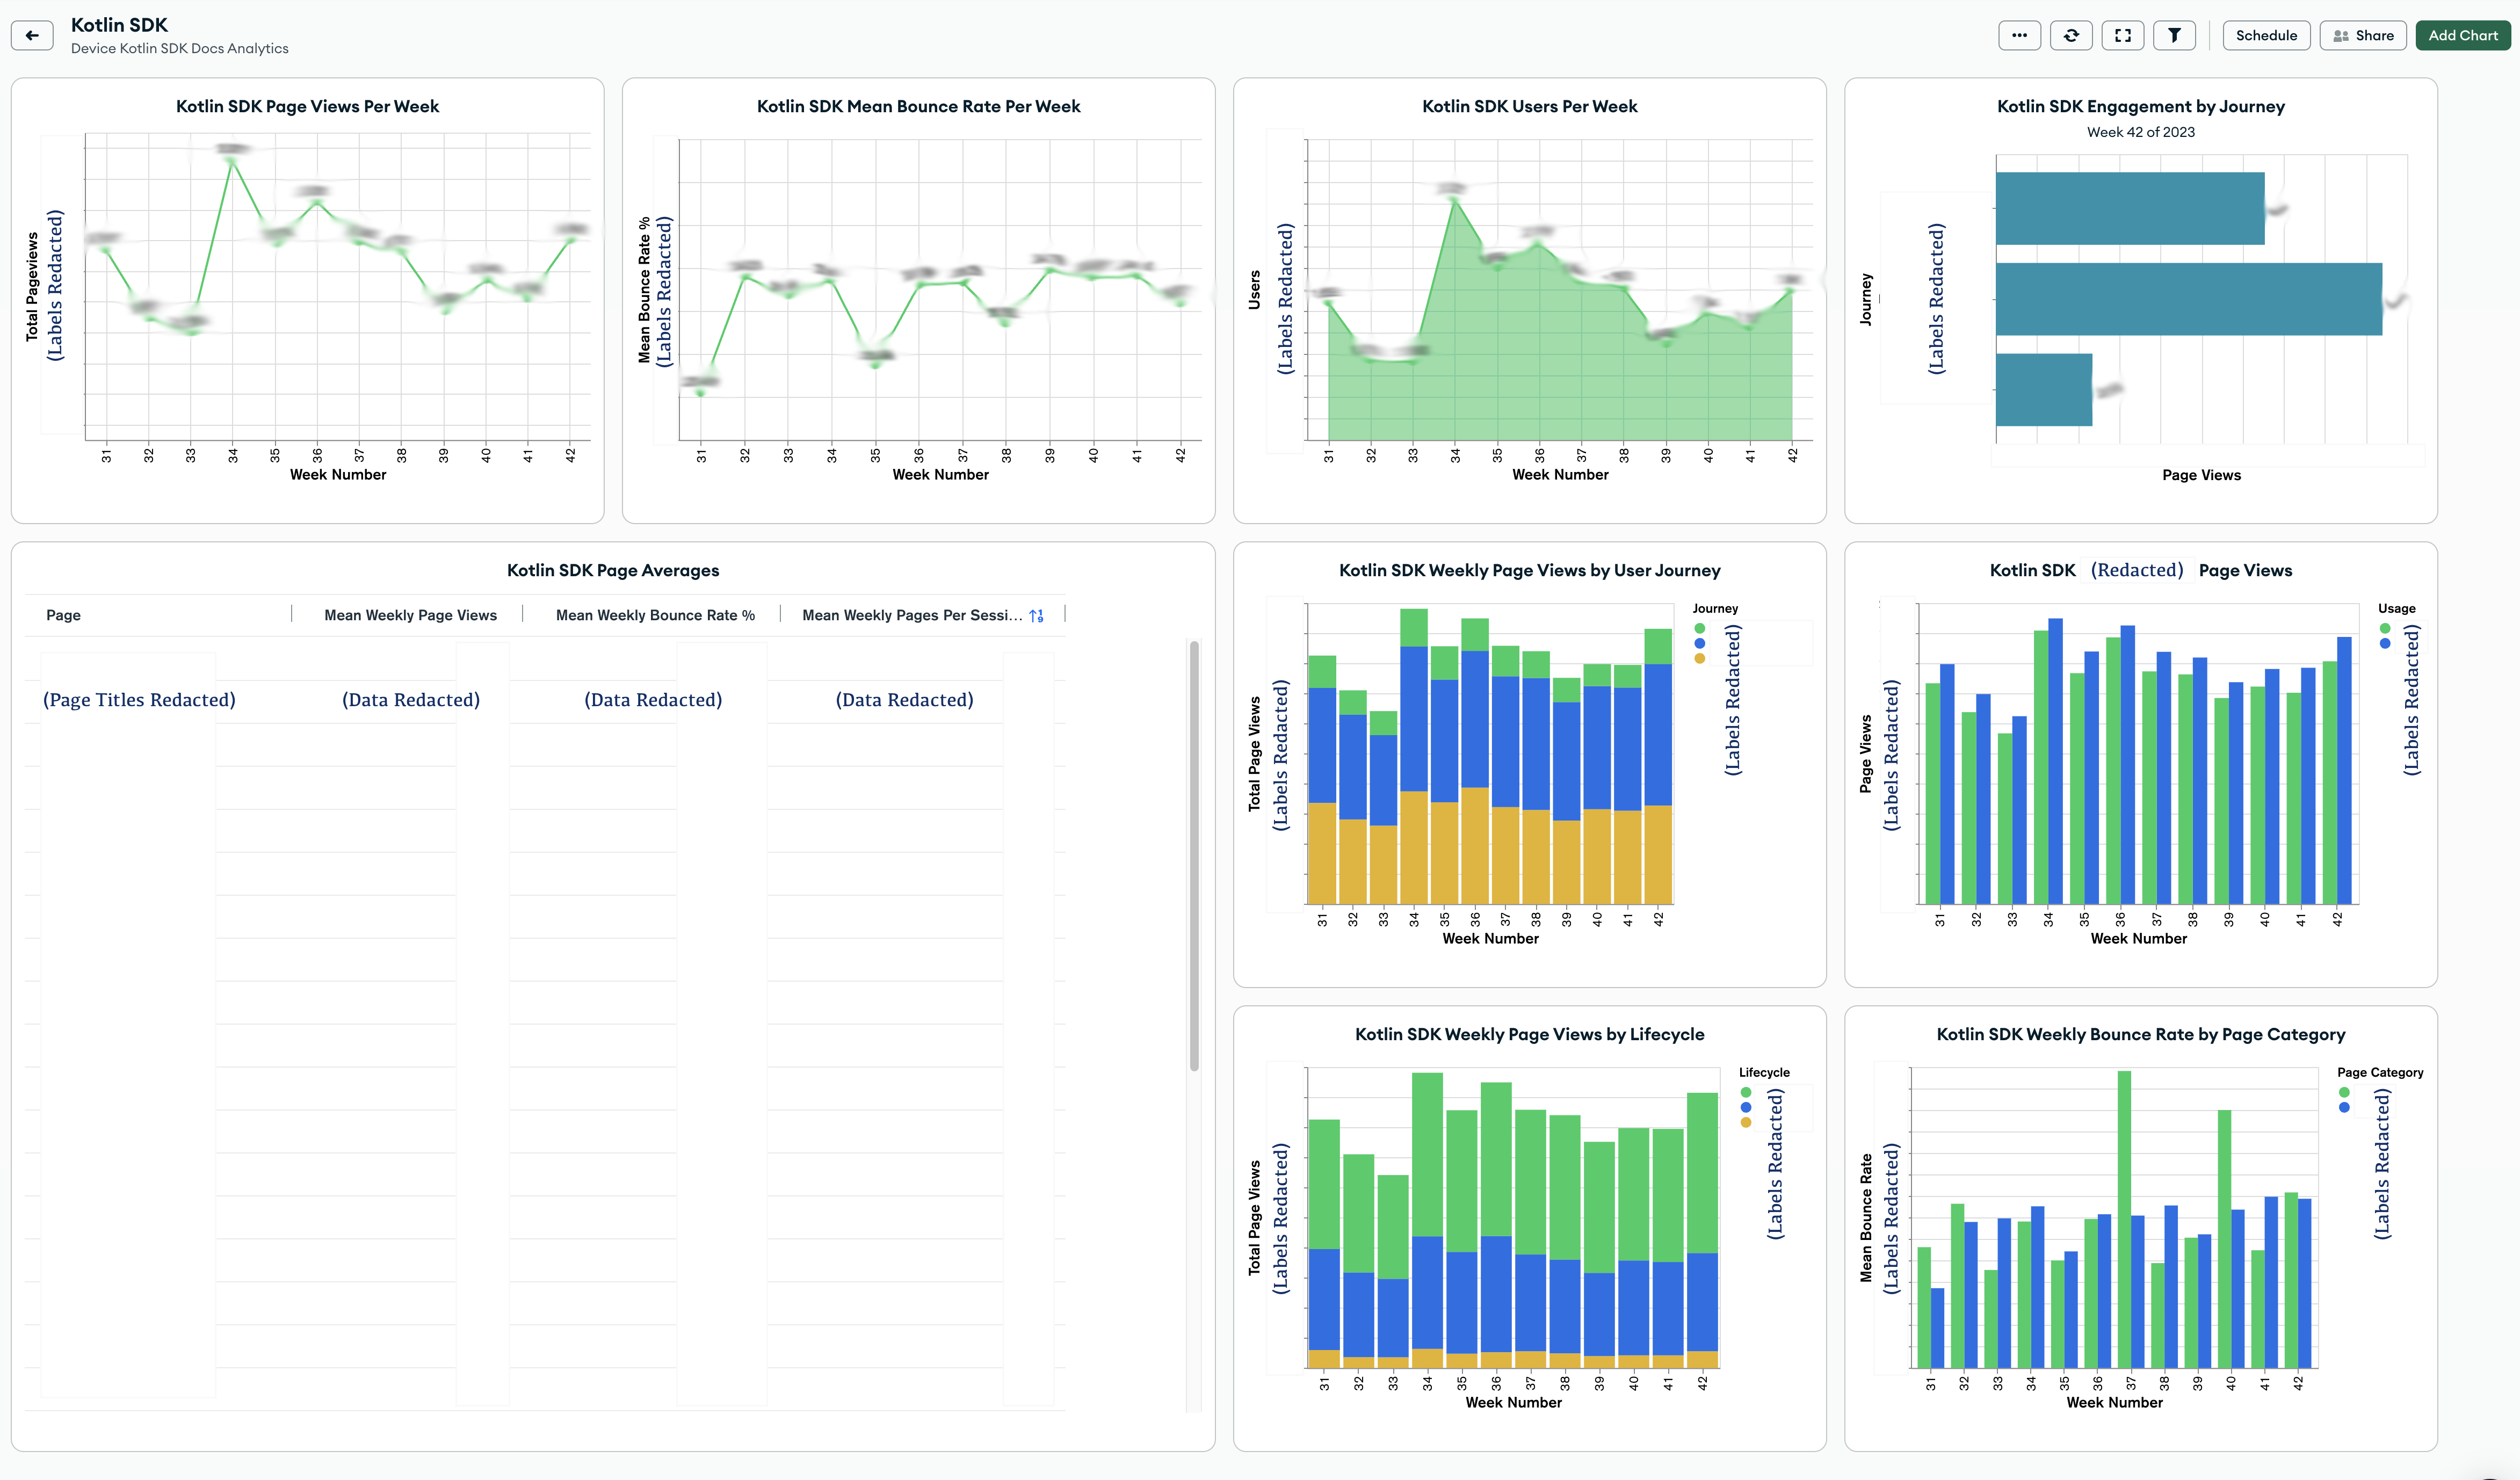 Kotlin SDK
Device Kotlin SDK Docs Analytics
Schedule
Share
Add Chart
Kotlin SDK Page Views Per Week
Total Pageviews
(Labels Redacted)
31 32 33 34 35 36 37 38 39 40 41 42
Week Number
Kotlin SDK Mean Bounce Rate Per Week
Mean Bounce Rate %
(Labels Redacted)
31 32 33 34 35 36 37 38 39 40 41 42
Week Number
Kotlin SDK Users Per Week
Users
(Labels Redacted)
31 32 33 34 35 36 37 38 39 40 41 42
Week Number
Kotlin SDK Engagement by Journey
Week 42 of 2023
Journey
(Labels Redacted)
Page Views
Kotlin SDK Page Averages
Page Mean Weekly Page Views Mean Weekly Bounce Rate % Mean Weekly Pages Per Sessi...
(Page Titles Redacted) (Data Redacted) (Data Redacted) (Data Redacted)
Kotlin SDK Weekly Page Views by User Journey
Total Page Views
(Labels Redacted)
31 32 33 34 35 36 37 38 39 40 41 42
Week Number
Journey
(Labels Redacted)
Kotlin SDK (Redacted) Page Views
Page Views
(Labels Redacted)
31 32 33 34 35 36 37 38 39 40 41 42
Week Number
Usage
(Labels Redacted)
Kotlin SDK Weekly Page Views by Lifecycle
Total Page Views
(Labels Redacted)
31 32 33 34 35 36 37 38 39 40 41 42
Week Number
Lifecycle
(Labels Redacted)
Kotlin SDK Weekly Bounce Rate by Page Category
Mean Bounce Rate
(Labels Redacted)
31 32 33 34 35 36 37 38 39 40 41 42
Week Number
Page Category
(Labels Redacted)